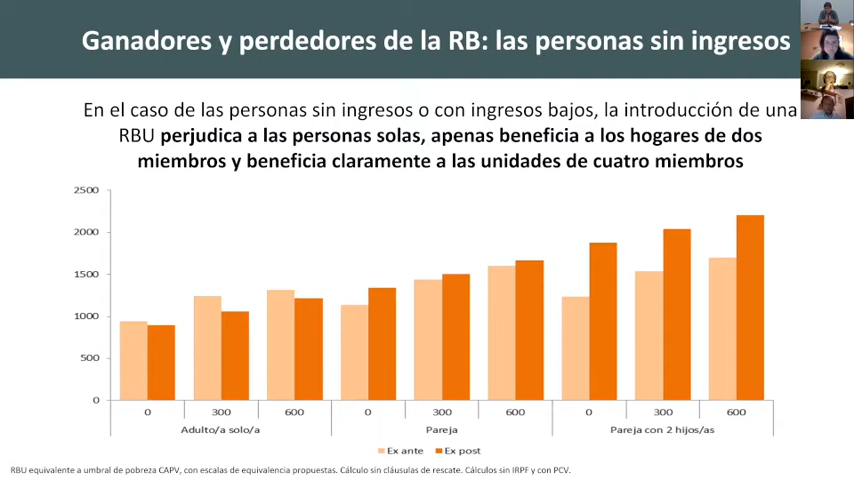 Ganadores y perdedores de la RB: las personas sin ingresos
En el caso de las personas sin ingresos o con ingresos bajos, la introducción de una
RBU perjudica a las personas solas, apenas beneficia a los hogares de dos
miembros y beneficia claramente a las unidades de cuatro miembros
2500
2000
1500
1000
500
0
0 300 600 0 300 600 0 300 600
Adulto/a solo/a Pareja Pareja con 2 hijos/as
Ex ante Ex post
RBU equivalente a umbral de pobreza CAPV, con escalas de equivalencia propuestas. Cálculo sin cláusulas de rescate. Cálculos sin IRPF y con PCV.